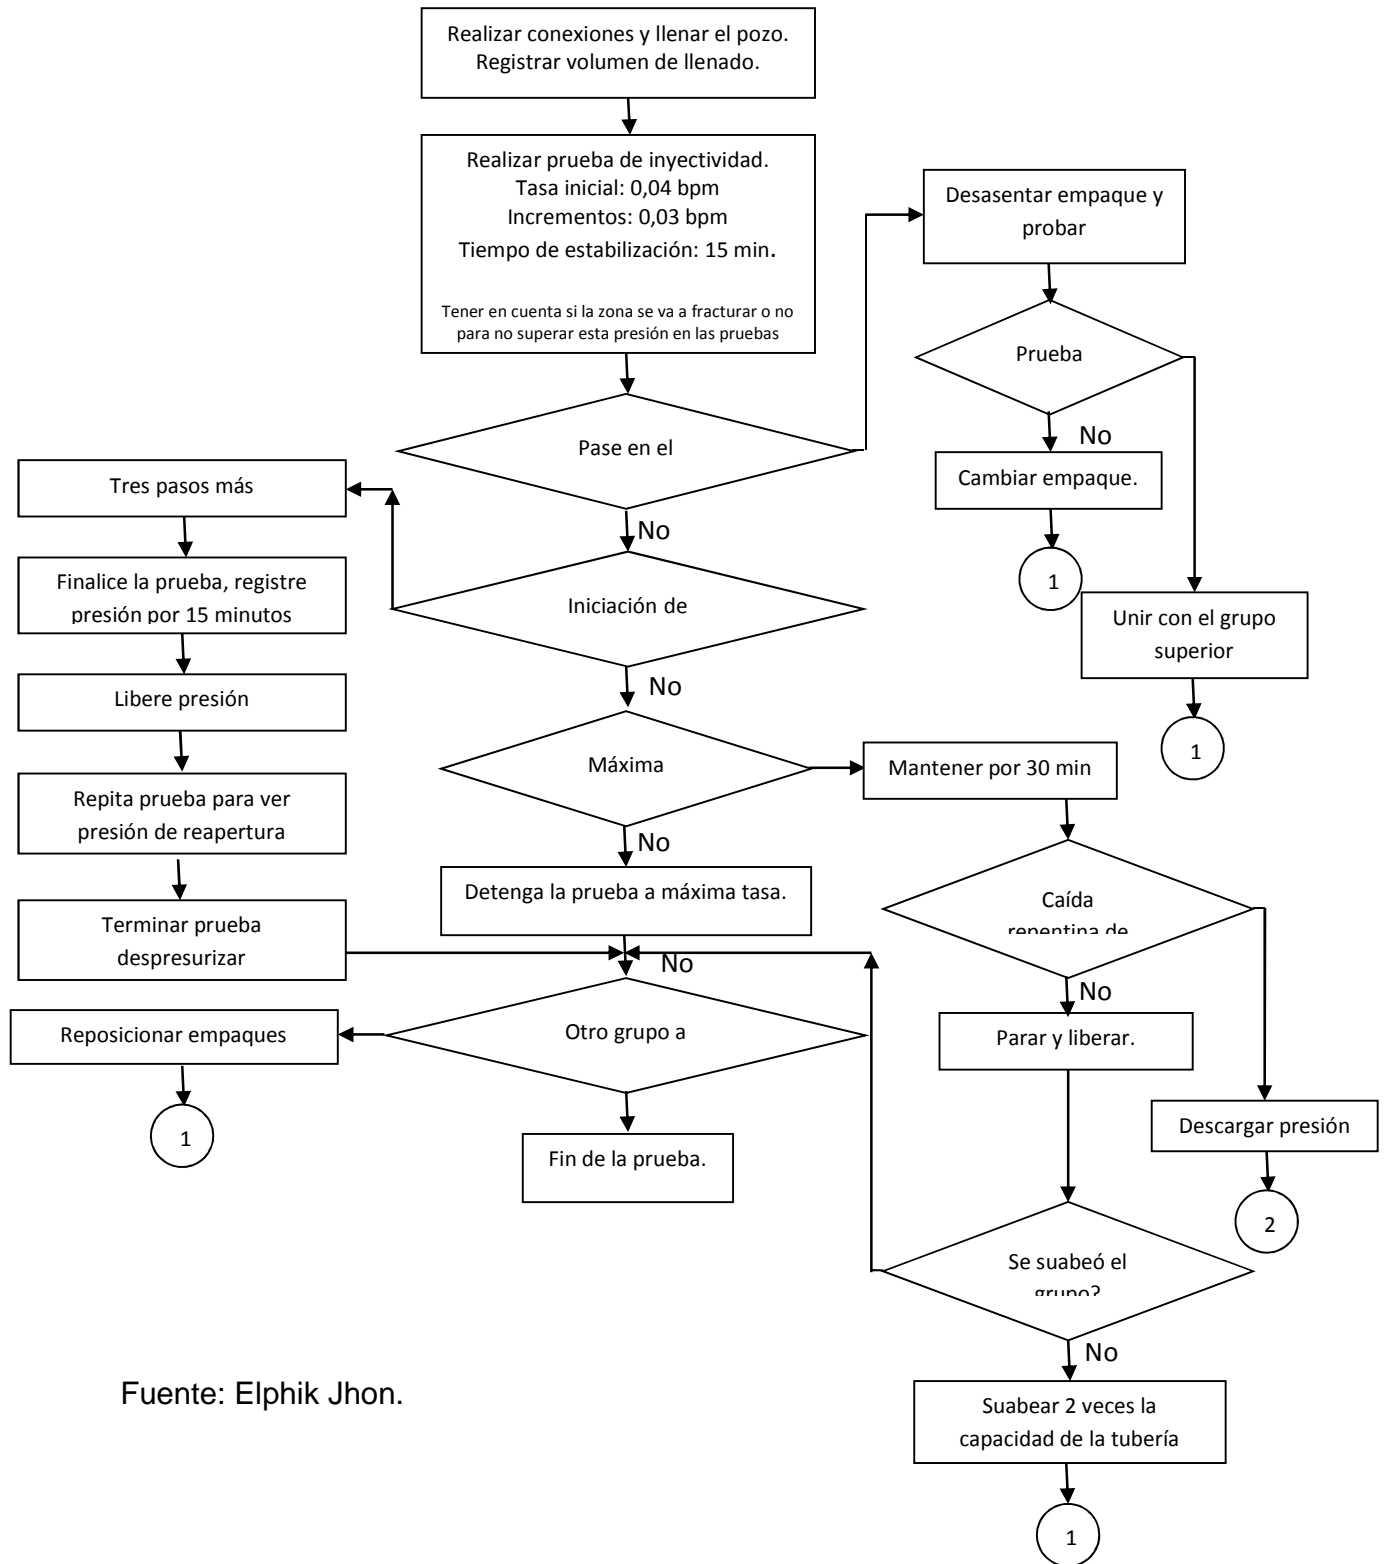 Realizar conexiones y llenar el pozo.
Registrar volumen de llenado.
Realizar prueba de inyectividad.
Tasa inicial: 0,04 bpm
Incrementos: 0,03 bpm
Tiempo de estabilización: 15 min.
Tener en cuenta si la zona se va a fracturar o no
para no superar esta presión en las pruebas
Desasentar empaque y
probar
Prueba
No
Pase en el
Cambiar empaque.
Tres pasos más
No
1
Finalice la prueba, registre
presión por 15 minutos
Iniciación de
Unir con el grupo
superior
No
Libere presión
1
Máxima
Mantener por 30 min
Repita prueba para ver
presión de reapertura
No
Detenga la prueba a máxima tasa.
Caída
repentina de
Terminar prueba
despresurizar
No
No
Reposicionar empaques
Otro grupo a
Parar y liberar.
1
Descargar presión
Fin de la prueba.
2
Se suabeó el
grupo?
No
Fuente: Elphik Jhon.
Suabear 2 veces la
capacidad de la tubería
1